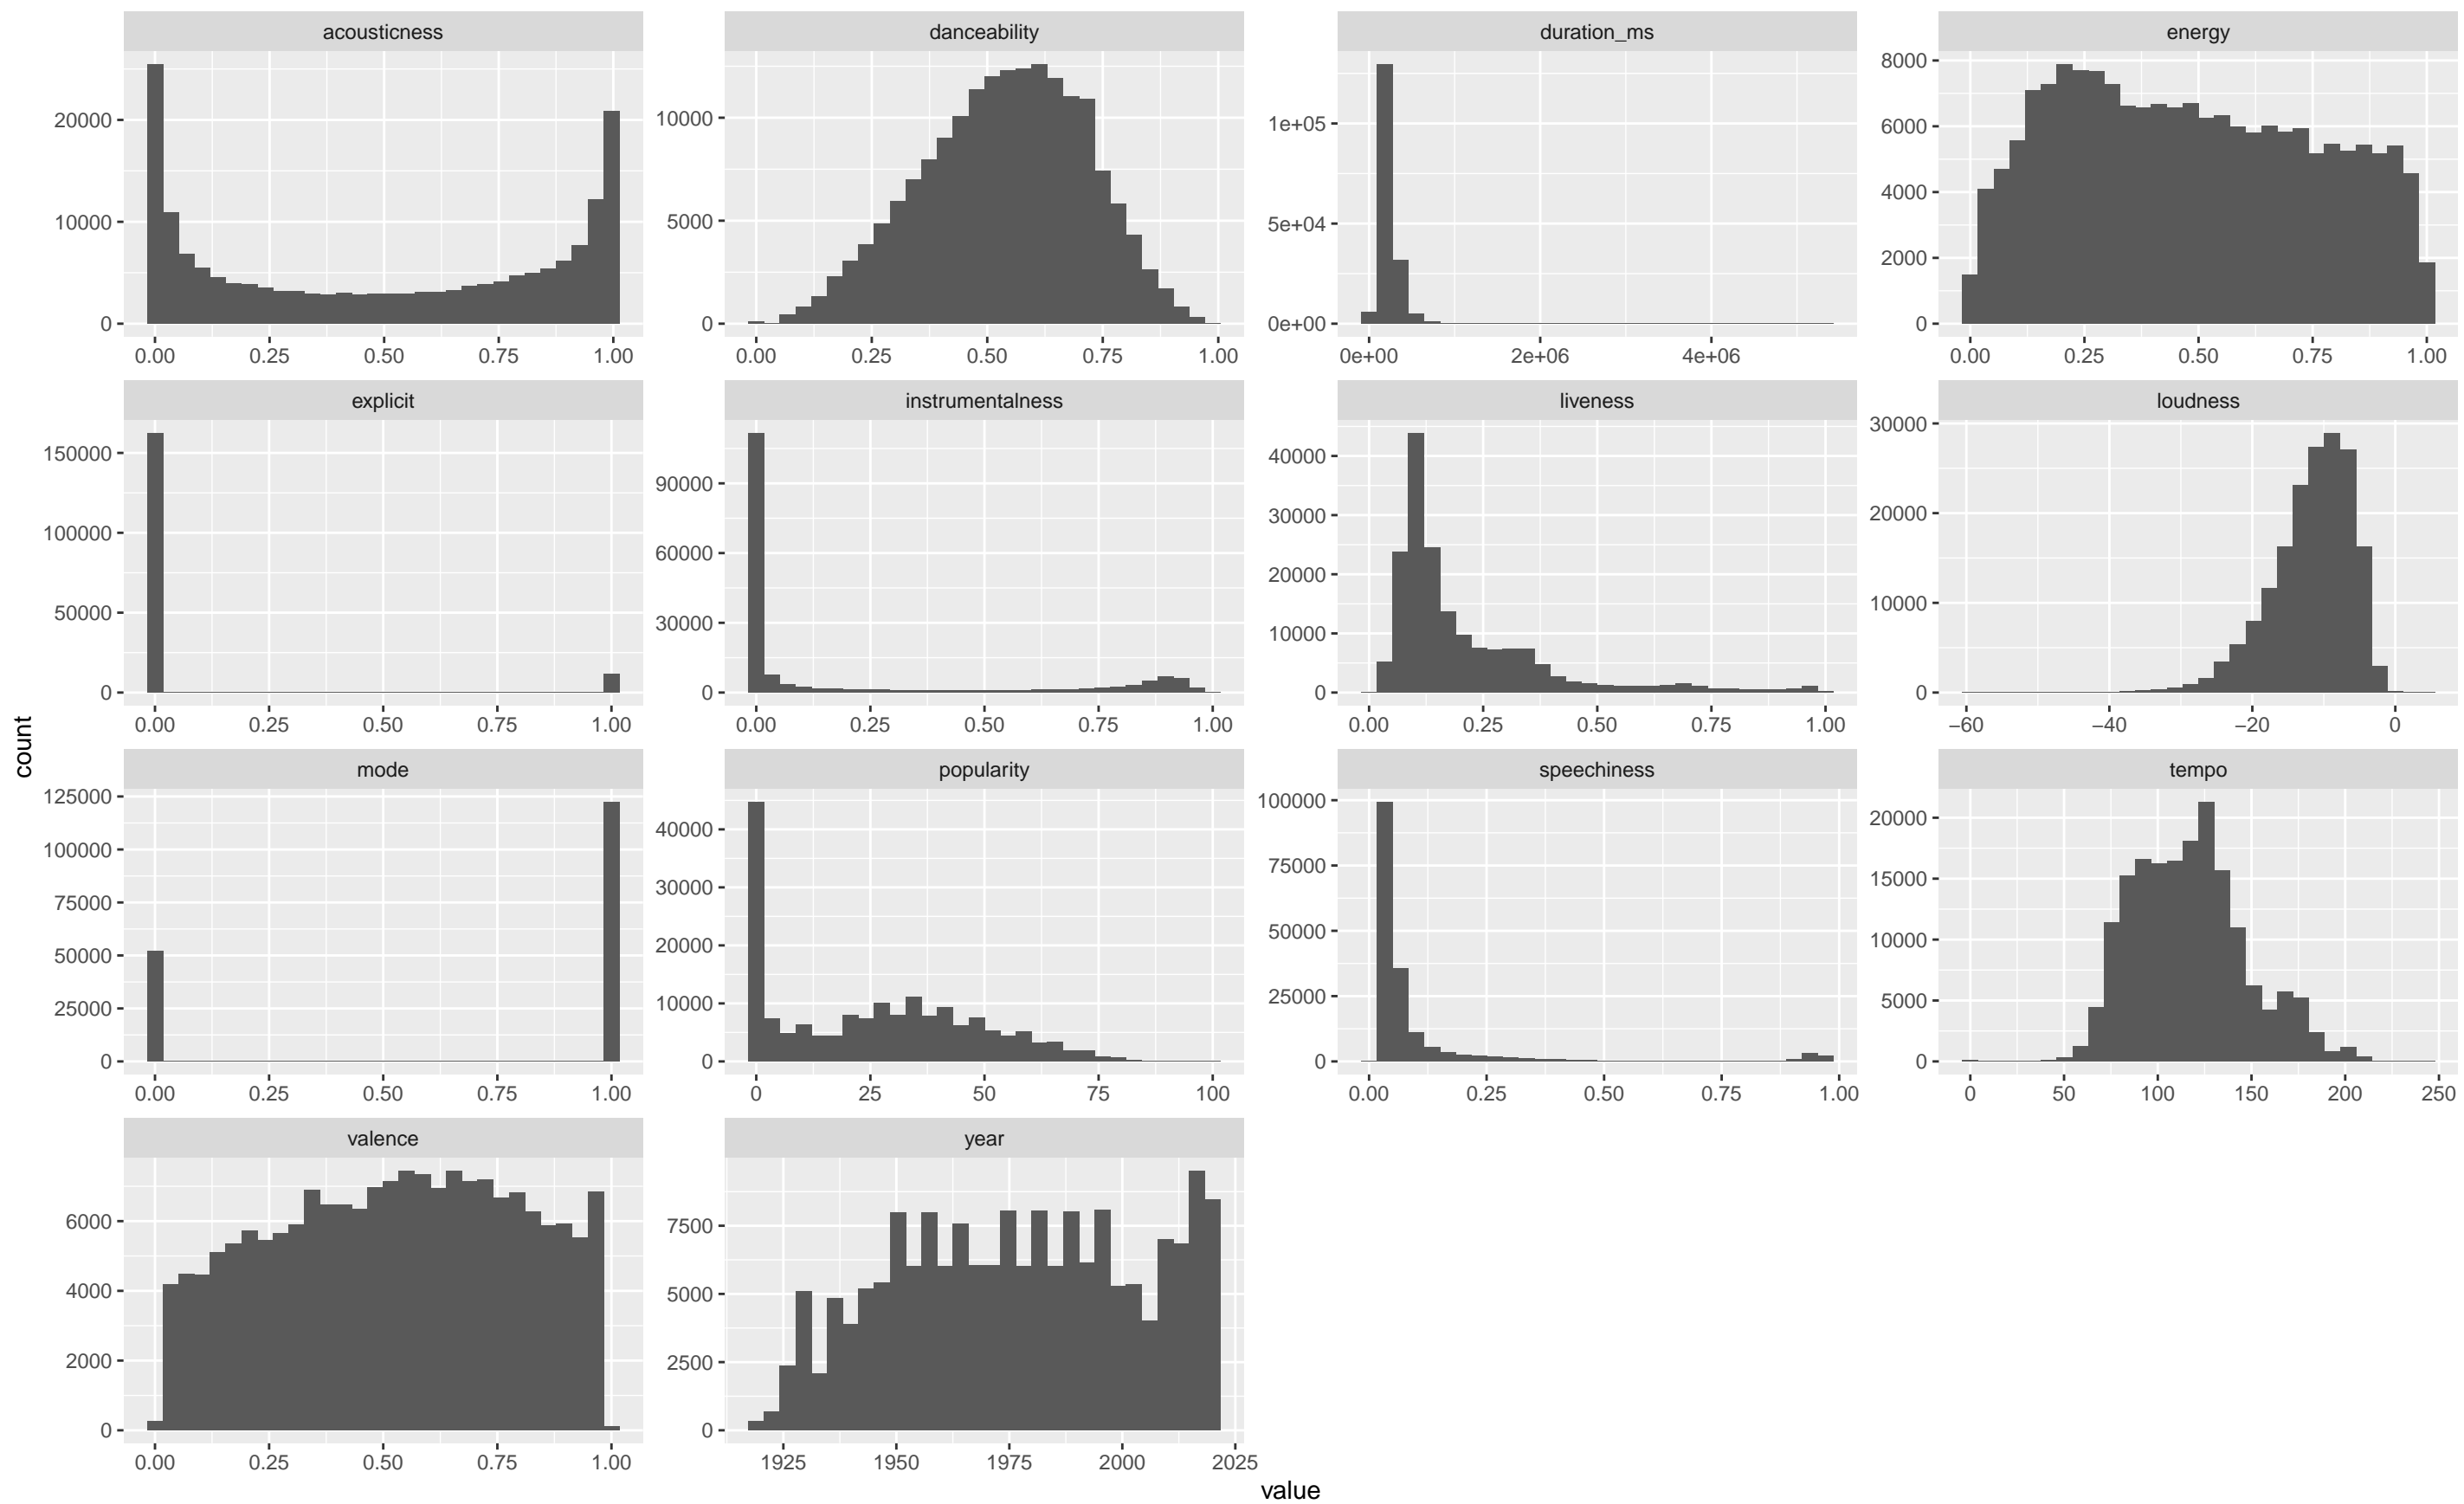 acousticness danceability duration_ms energy
20000 10000 0
10000 5000 0
1e+05 5e+04 0e+00
8000 6000 4000 2000 0
0.00 0.25 0.50 0.75 1.00
0.00 0.25 0.50 0.75 1.00
0e+00 2e+06 4e+06
0.00 0.25 0.50 0.75 1.00
explicit instrumentalness liveness loudness
150000 100000 50000 0
90000 60000 30000 0
40000 30000 20000 10000 0
30000 20000 10000 0
0.00 0.25 0.50 0.75 1.00
0.00 0.25 0.50 0.75 1.00
0.00 0.25 0.50 0.75 1.00
−60 −40 −20 0
count
mode popularity speechiness tempo
125000 100000 75000 50000 25000 0
40000 30000 20000 10000 0
100000 75000 50000 25000 0
20000 15000 10000 5000 0
0.00 0.25 0.50 0.75 1.00
0 25 50 75 100
0.00 0.25 0.50 0.75 1.00
0 50 100 150 200 250
valence year
6000 4000 2000 0
7500 5000 2500 0
0.00 0.25 0.50 0.75 1.00
1925 1950 1975 2000 2025
value